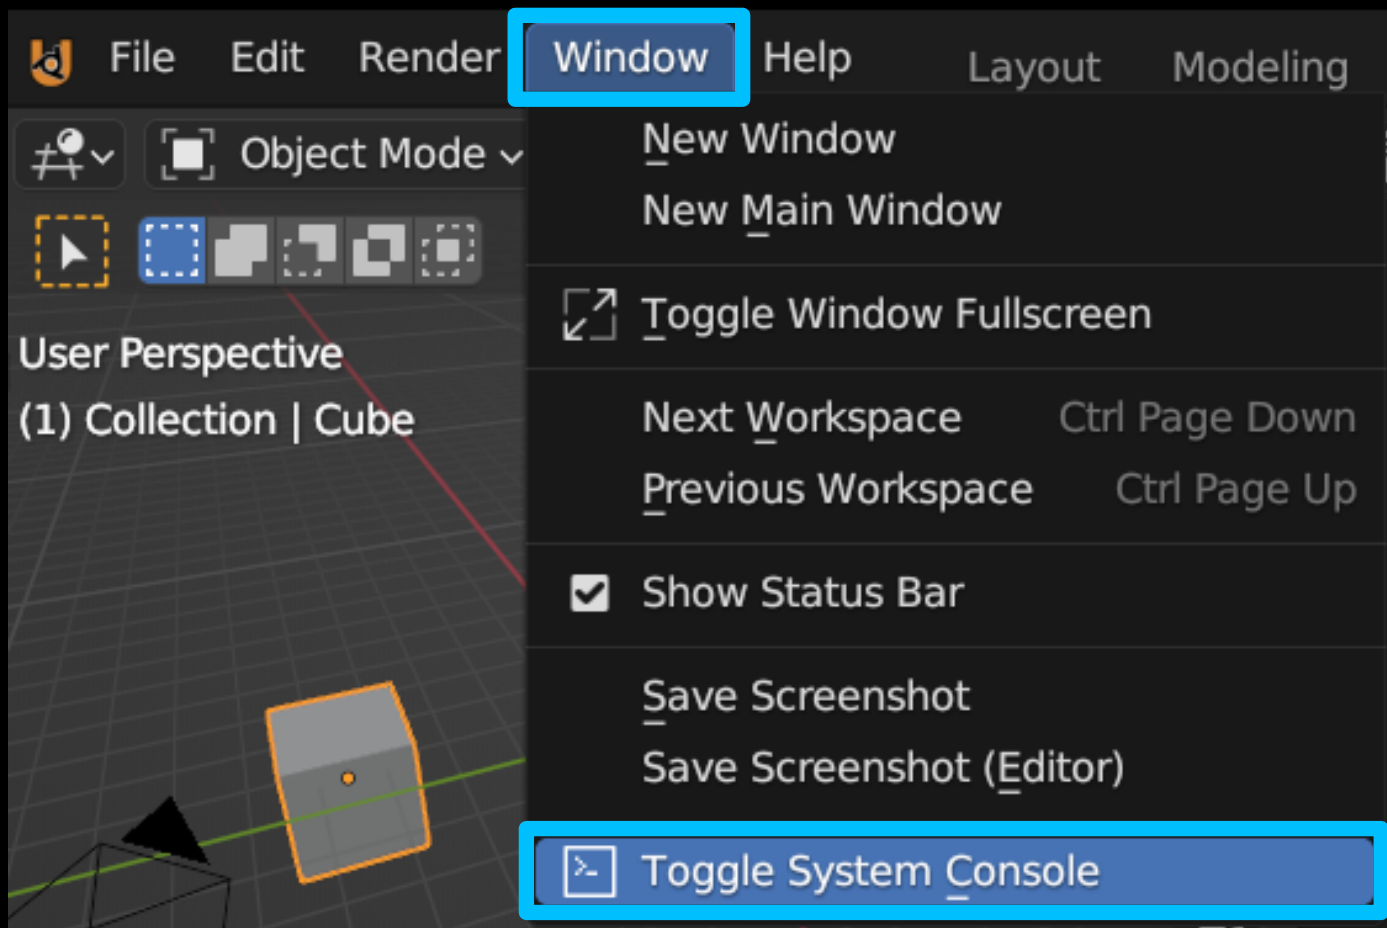 File Edit Render Window Help Layout Modeling
Object Mode
User Perspective
(1) Collection | Cube
New Window
New Main Window
Toggle Window Fullscreen
Next Workspace Ctrl Page Down
Previous Workspace Ctrl Page Up
Show Status Bar
Save Screenshot
Save Screenshot (Editor)
Toggle System Console